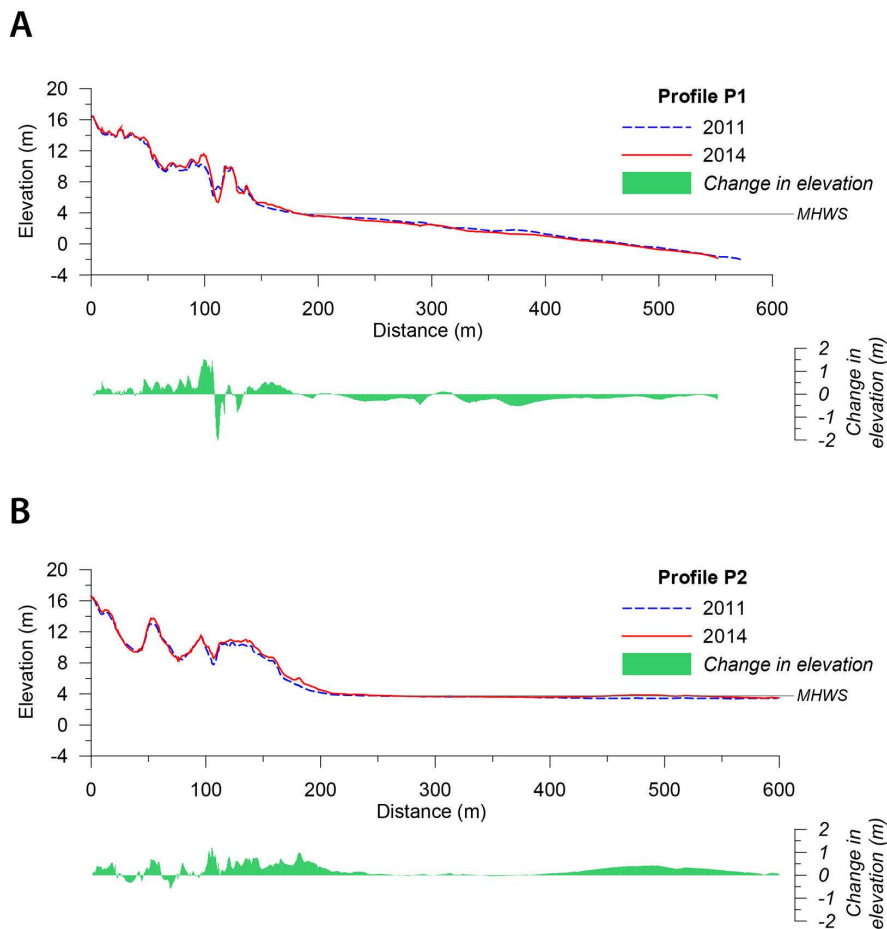 A
20
16
12
8
4
0
-4
Elevation (m)
Profile P1
2011
2014
Change in elevation
MHWS
0 100 200 300 400 500 600
Distance (m)
2
1
0
-1
-2
Change in
elevation (m)
B
20
16
12
8
4
0
-4
Elevation (m)
Profile P2
2011
2014
Change in elevation
MHWS
0 100 200 300 400 500 600
Distance (m)
2
1
0
-1
-2
Change in
elevation (m)